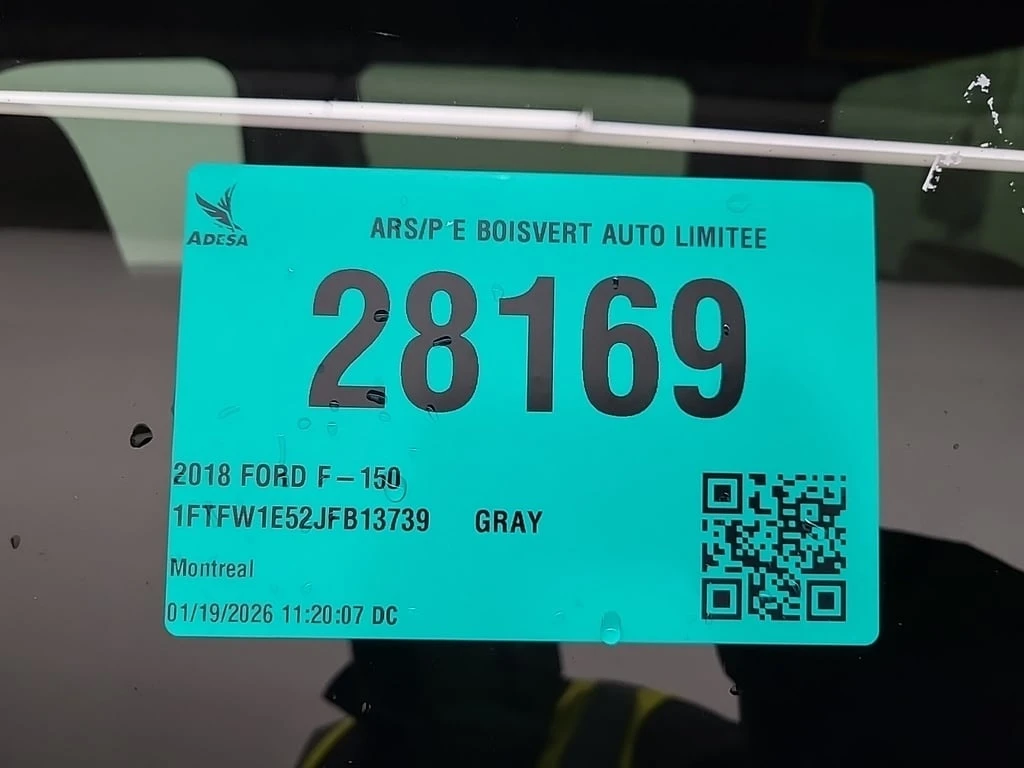 ADESA
ARS/P E BOISVERT AUTO LIMITEE
28169
2018 FORD F-150
1FTFW1E52JFB13739 GRAY
Montreal
01/19/2026 11:20:07 DC